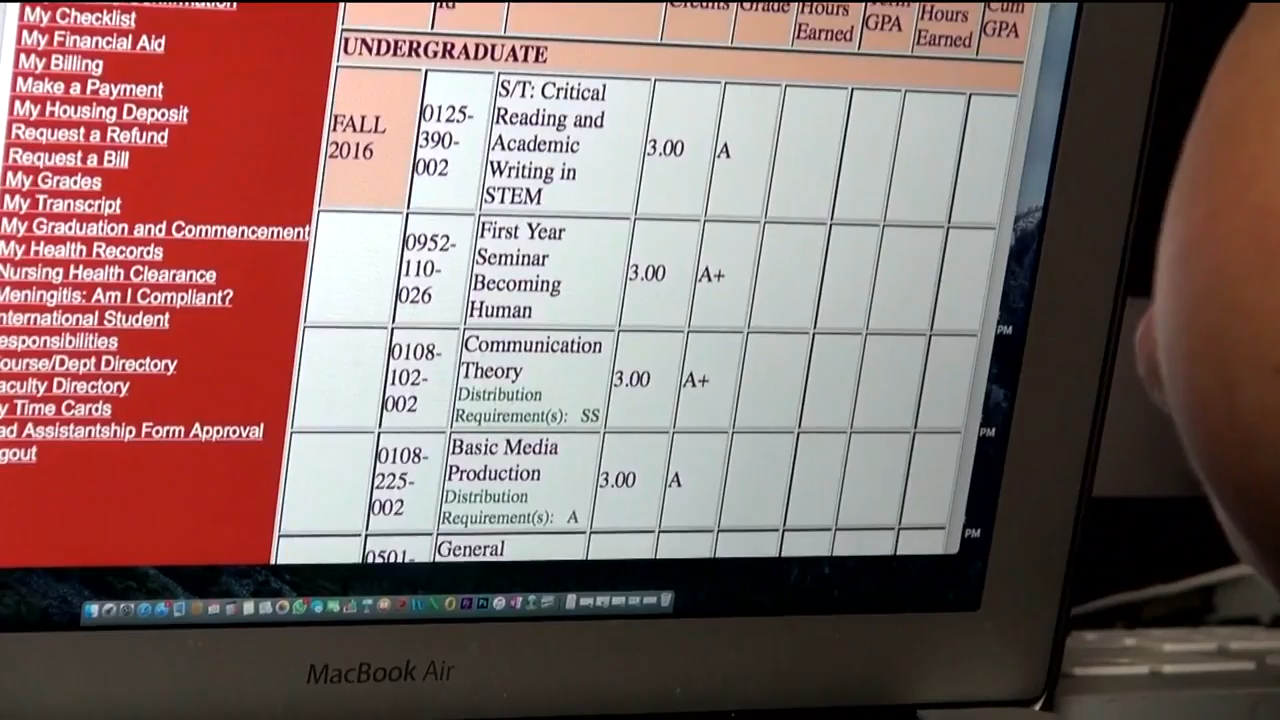 My Checklist
My Financial Aid
My Billing
Make a Payment
My Housing Deposit
Request a Refund
Request a Bill
My Grades
My Transcript
My Graduation and Commencement
My Health Records
Nursing Health Clearance
Meningitis: Am I Compliant?
nternational Student
esponsibilities
ourse/Dept Directory
aculty Directory
y Time Cards
ad Assistantship Form Approval
gout
Credits Grade Hours Earned GPA Hours Earned Cum GPA
UNDERGRADUATE
FALL 2016
0125-
390-
002
S/T: Critical
Reading and
Academic
Writing in
STEM
3.00
A
0952-
110-
026
First Year
Seminar
Becoming
Human
3.00
A+
0108-
102-
002
Communication
Theory
Distribution
Requirement(s): SS
3.00
A+
0108-
225-
002
Basic Media
Production
Distribution
Requirement(s): A
3.00
A
0501-
General
PM
PM
PM
MacBook Air